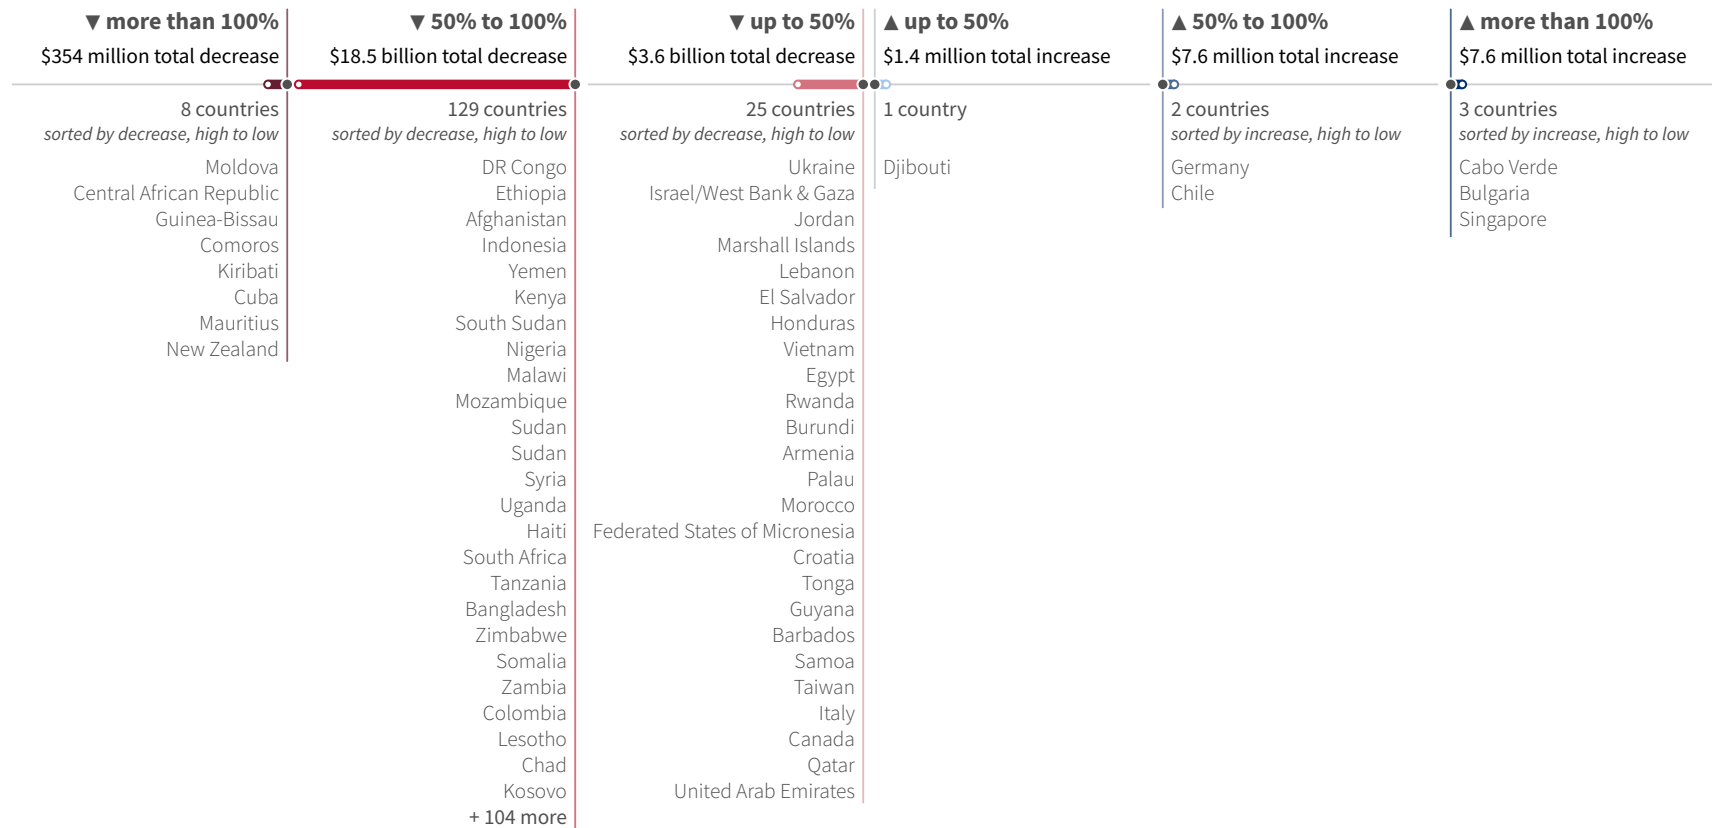 ▼ more than 100%
$354 million total decrease
8 countries
sorted by decrease, high to low
Moldova
Central African Republic
Guinea-Bissau
Comoros
Kiribati
Cuba
Mauritius
New Zealand
▼ 50% to 100%
$18.5 billion total decrease
129 countries
sorted by decrease, high to low
DR Congo
Ethiopia
Afghanistan
Indonesia
Yemen
Kenya
South Sudan
Nigeria
Malawi
Mozambique
Sudan
Sudan
Syria
Uganda
Haiti
South Africa
Tanzania
Bangladesh
Zimbabwe
Somalia
Zambia
Colombia
Lesotho
Chad
Kosovo
+ 104 more
▼ up to 50%
$3.6 billion total decrease
25 countries
sorted by decrease, high to low
Ukraine
Israel/West Bank & Gaza
Jordan
Marshall Islands
Lebanon
El Salvador
Honduras
Vietnam
Egypt
Rwanda
Burundi
Armenia
Palau
Morocco
Federated States of Micronesia
Croatia
Tonga
Guyana
Barbados
Samoa
Taiwan
Italy
Canada
Qatar
United Arab Emirates
▲ up to 50%
$1.4 million total increase
1 country
Djibouti
▲ 50% to 100%
$7.6 million total increase
2 countries
sorted by increase, high to low
Germany
Chile
▲ more than 100%
$7.6 million total increase
3 countries
sorted by increase, high to low
Cabo Verde
Bulgaria
Singapore